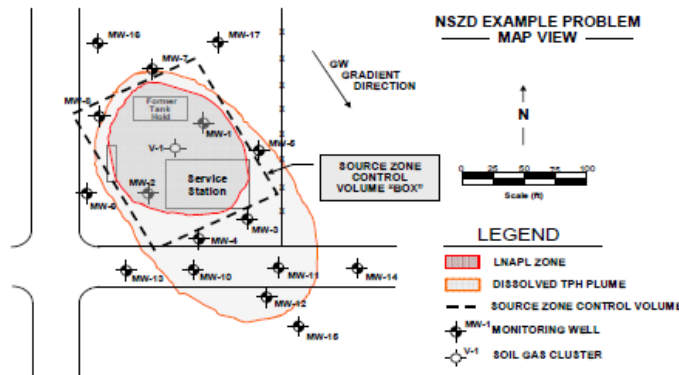 NSZD EXAMPLE PROBLEM
MAP VIEW
MW-16
MW-17
MW-7
GW
GRADIENT
DIRECTION
N
MW-8
Former
Tank
Hold
MW-1
V-1
MW-5
SOURCE ZONE
CONTROL
VOLUME "BOX"
0 25 50 75 100
Scale (ft)
MW-2
Service
Station
MW-9
MW-3
MW-4
MW-13
MW-10
MW-11
MW-14
MW-12
MW-15
LEGEND
LNAPL ZONE
DISSOLVED TPH PLUME
SOURCE ZONE CONTROL VOLUME
MW-1 MONITORING WELL
V-1 SOIL GAS CLUSTER